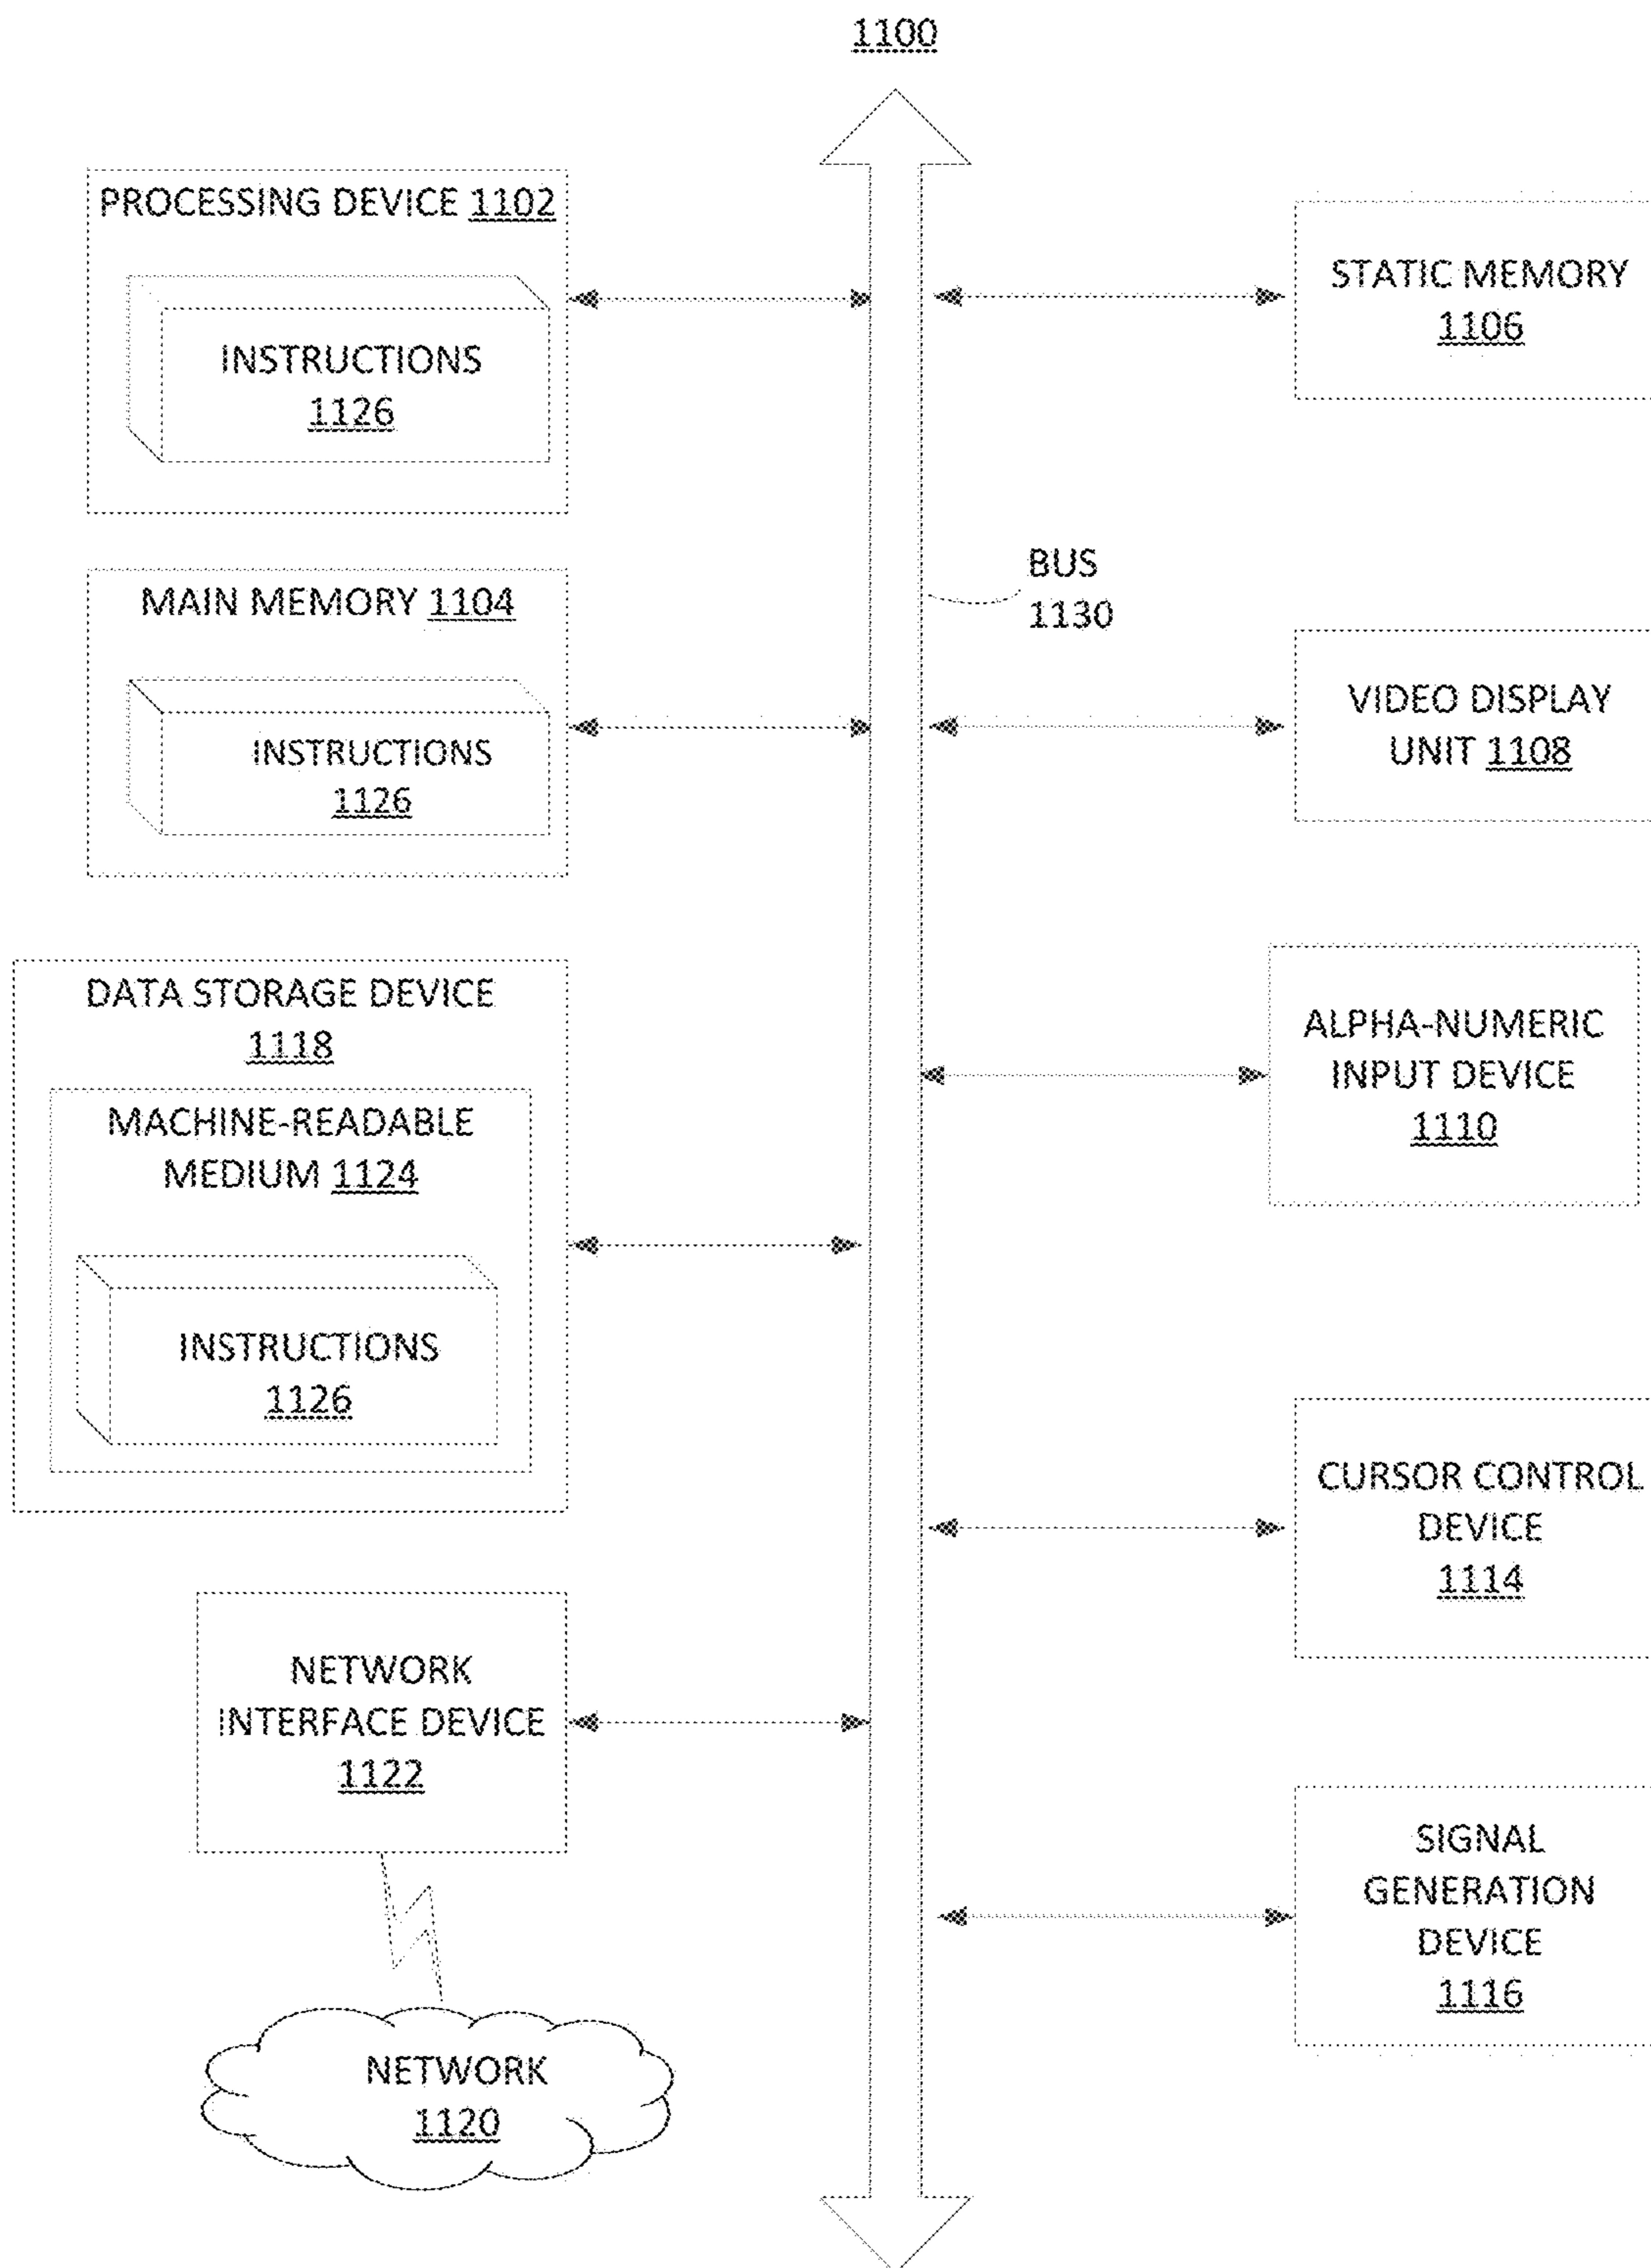 1100
PROCESSING DEVICE 1102
INSTRUCTIONS
1126
MAIN MEMORY 1104
INSTRUCTIONS
1126
DATA STORAGE DEVICE
1118
MACHINE-READABLE
MEDIUM 1124
INSTRUCTIONS
1126
NETWORK
INTERFACE DEVICE
1122
NETWORK
1120
BUS
1130
STATIC MEMORY
1106
VIDEO DISPLAY
UNIT 1108
ALPHA-NUMERIC
INPUT DEVICE
1110
CURSOR CONTROL
DEVICE
1114
SIGNAL
GENERATION
DEVICE
1116